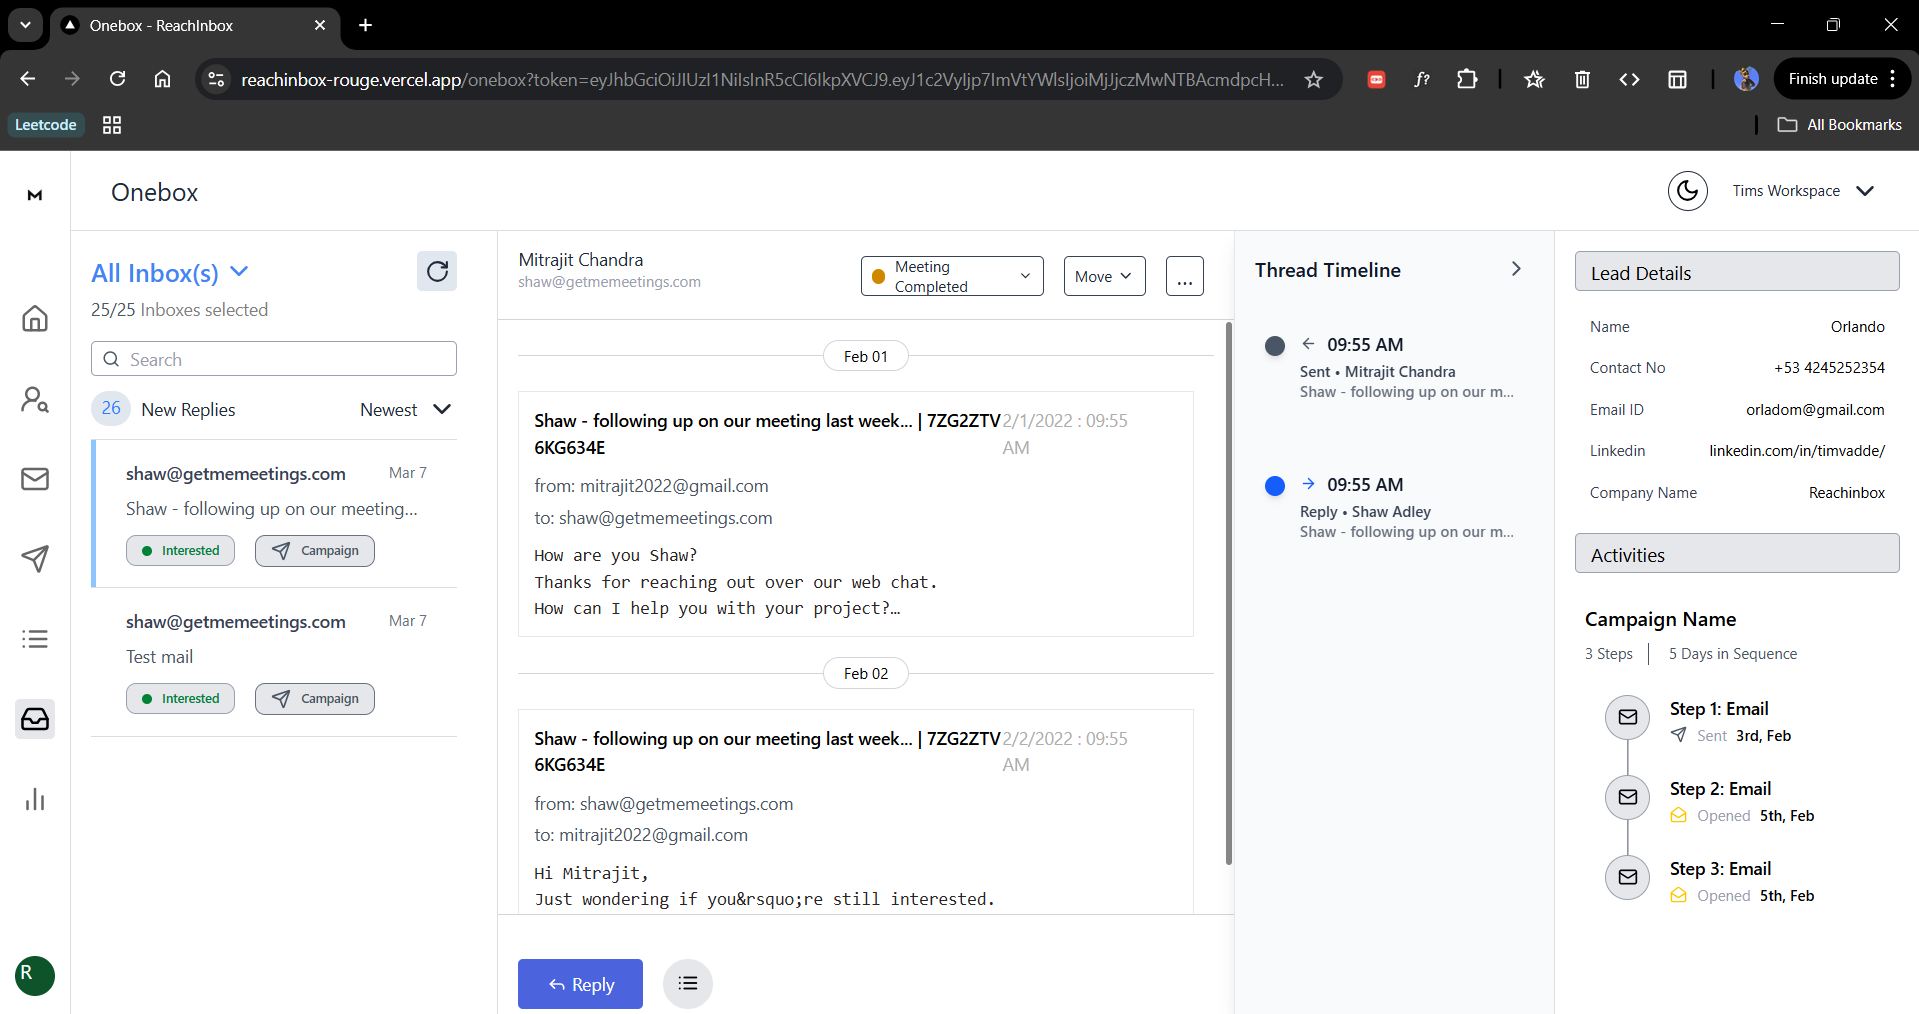 Onebox - ReachInbox
reachinbox-rouge.vercel.app/onebox?token=eyJhbGciOiJIUzI1NiIsInR5cCI6IkpXVCJ9.eyJ1c2VyIjp7ImVtYWlsIjoiMjJjczMwNTBAcmdpcH...
f?
Finish update
Leetcode
All Bookmarks
M
Onebox
Tims Workspace
All Inbox(s)
25/25 Inboxes selected
Search
26 New Replies Newest
shaw@getmemeetings.com Mar 7
Shaw - following up on our meeting...
Interested Campaign
shaw@getmemeetings.com Mar 7
Test mail
Interested Campaign
R
Mitrajit Chandra
shaw@getmemeetings.com
Meeting
Completed
Move
...
Feb 01
Shaw - following up on our meeting last week... | 7ZG2ZTV 2/1/2022 : 09:55
6KG634E AM
from: mitrajit2022@gmail.com
to: shaw@getmemeetings.com
How are you Shaw?
Thanks for reaching out over our web chat.
How can I help you with your project?…
Feb 02
Shaw - following up on our meeting last week... | 7ZG2ZTV 2/2/2022 : 09:55
6KG634E AM
from: shaw@getmemeetings.com
to: mitrajit2022@gmail.com
Hi Mitrajit,
Just wondering if you&rsquo;re still interested.
Reply
Thread Timeline
09:55 AM
Sent • Mitrajit Chandra
Shaw - following up on our m...
09:55 AM
Reply • Shaw Adley
Shaw - following up on our m...
Lead Details
Name Orlando
Contact No +53 4245252354
Email ID orladom@gmail.com
Linkedin linkedin.com/in/timvadde/
Company Name Reachinbox
Activities
Campaign Name
3 Steps 5 Days in Sequence
Step 1: Email
Sent 3rd, Feb
Step 2: Email
Opened 5th, Feb
Step 3: Email
Opened 5th, Feb